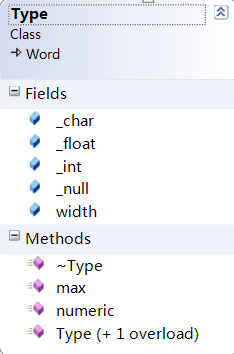 Type
Class
Word
Fields
_char
_float
_int
_null
width
Methods
~Type
max
numeric
Type (+ 1 overload)